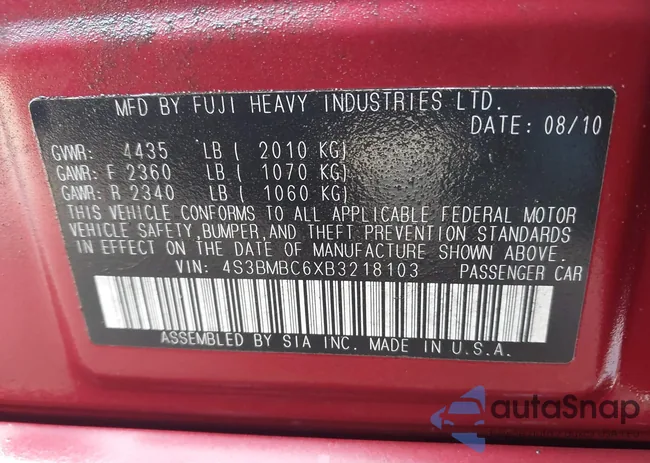 MFD BY FUJI HEAVY INDUSTRIES LTD.
DATE: 08/10
GVWR: 4435 LB ( 2010 KG)
GAWR: F 2360 LB ( 1070 KG)
GAWR: R 2340 LB ( 1060 KG)
THIS VEHICLE CONFORMS TO ALL APPLICABLE FEDERAL MOTOR
VEHICLE SAFETY, BUMPER, AND THEFT PREVENTION STANDARDS
IN EFFECT ON THE DATE OF MANUFACTURE SHOWN ABOVE.
VIN: 4S3BMBC6XB3218103 PASSENGER CAR
ASSEMBLED BY SIA INC. MADE IN U.S.A.
autaSnap